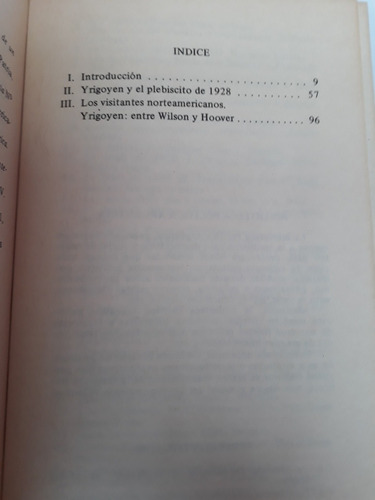 INDICE
I. Introducción ........................ 9
II. Yrigoyen y el plebiscito de 1928 .......... 57
III. Los visitantes norteamericanos.
Yrigoyen: entre Wilson y Hoover ............ 96